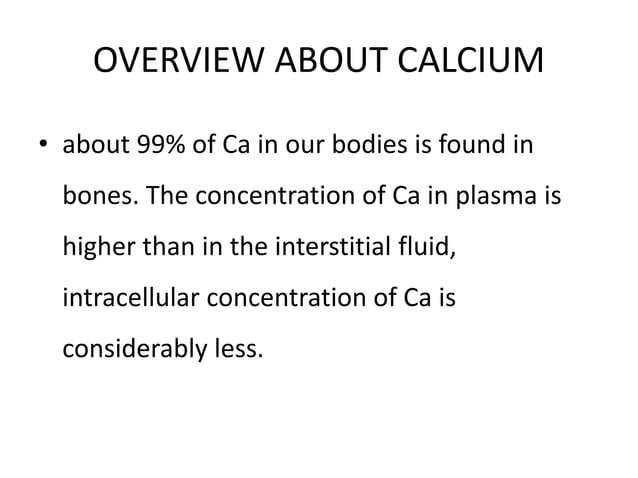 OVERVIEW ABOUT CALCIUM
• about 99% of Ca in our bodies is found in
bones. The concentration of Ca in plasma is
higher than in the interstitial fluid,
intracellular concentration of Ca is
considerably less.